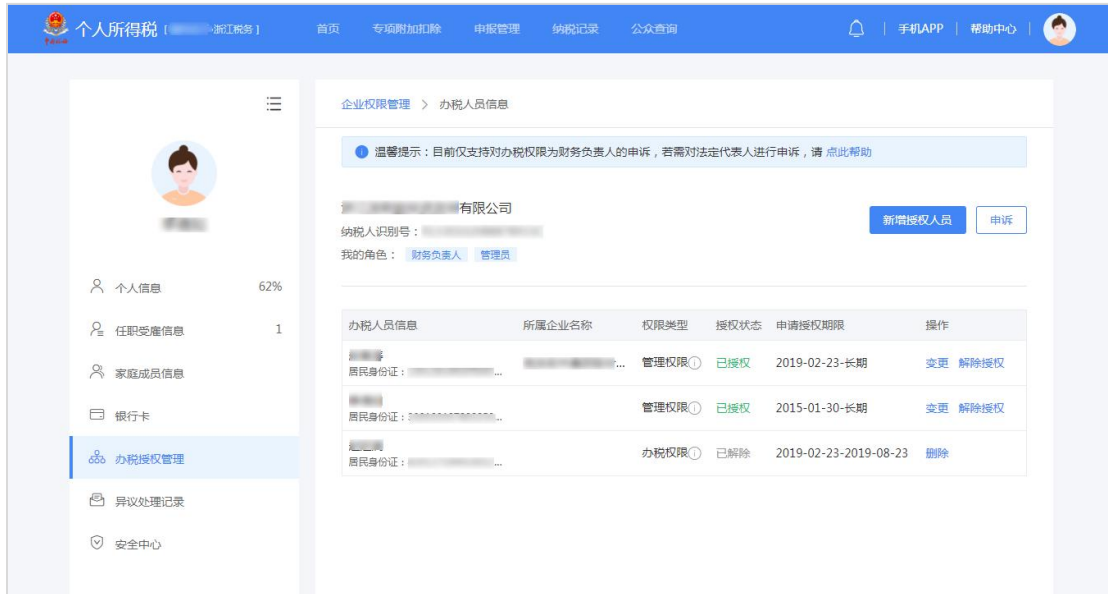 个人所得税 [ 浙江税务 ] 首页 专项附加扣除 申报管理 纳税记录 公众查询 手机APP | 帮助中心 |
企业权限管理 > 办税人员信息
温馨提示：目前仅支持对办税权限为财务负责人的申诉，若需对法定代表人进行申诉，请 点此帮助
有限公司
新增授权人员 申诉
纳税人识别号：
我的角色： 财务负责人 管理员
个人信息 62%
任职受雇信息 1
家庭成员信息
银行卡
办税授权管理
异议处理记录
安全中心
办税人员信息 所属企业名称 权限类型 授权状态 申请授权期限 操作
居民身份证： ... ... 管理权限 已授权 2019-02-23-长期 变更 解除授权
居民身份证： ... 管理权限 已授权 2015-01-30-长期 变更 解除授权
居民身份证： ... 办税权限 已解除 2019-02-23-2019-08-23 删除